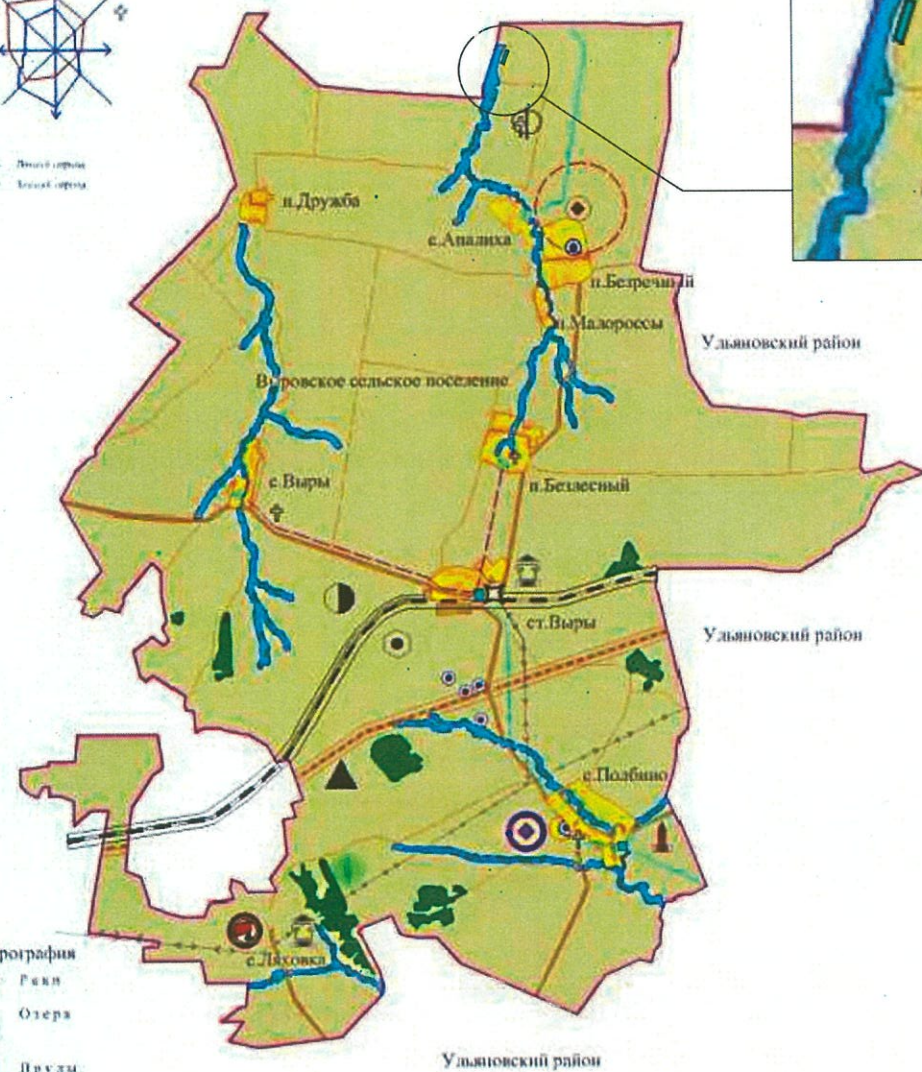 п.Дружба
с.Апалиха
п.Безречный
п.Малороссы
Ульяновский район
Выровское сельское поселение
с.Выры
п.Безлесный
ст.Выры
Ульяновский район
с.Полбино
с.Ляховка
рография
Реки
Озера
Пруды
Ульяновский район